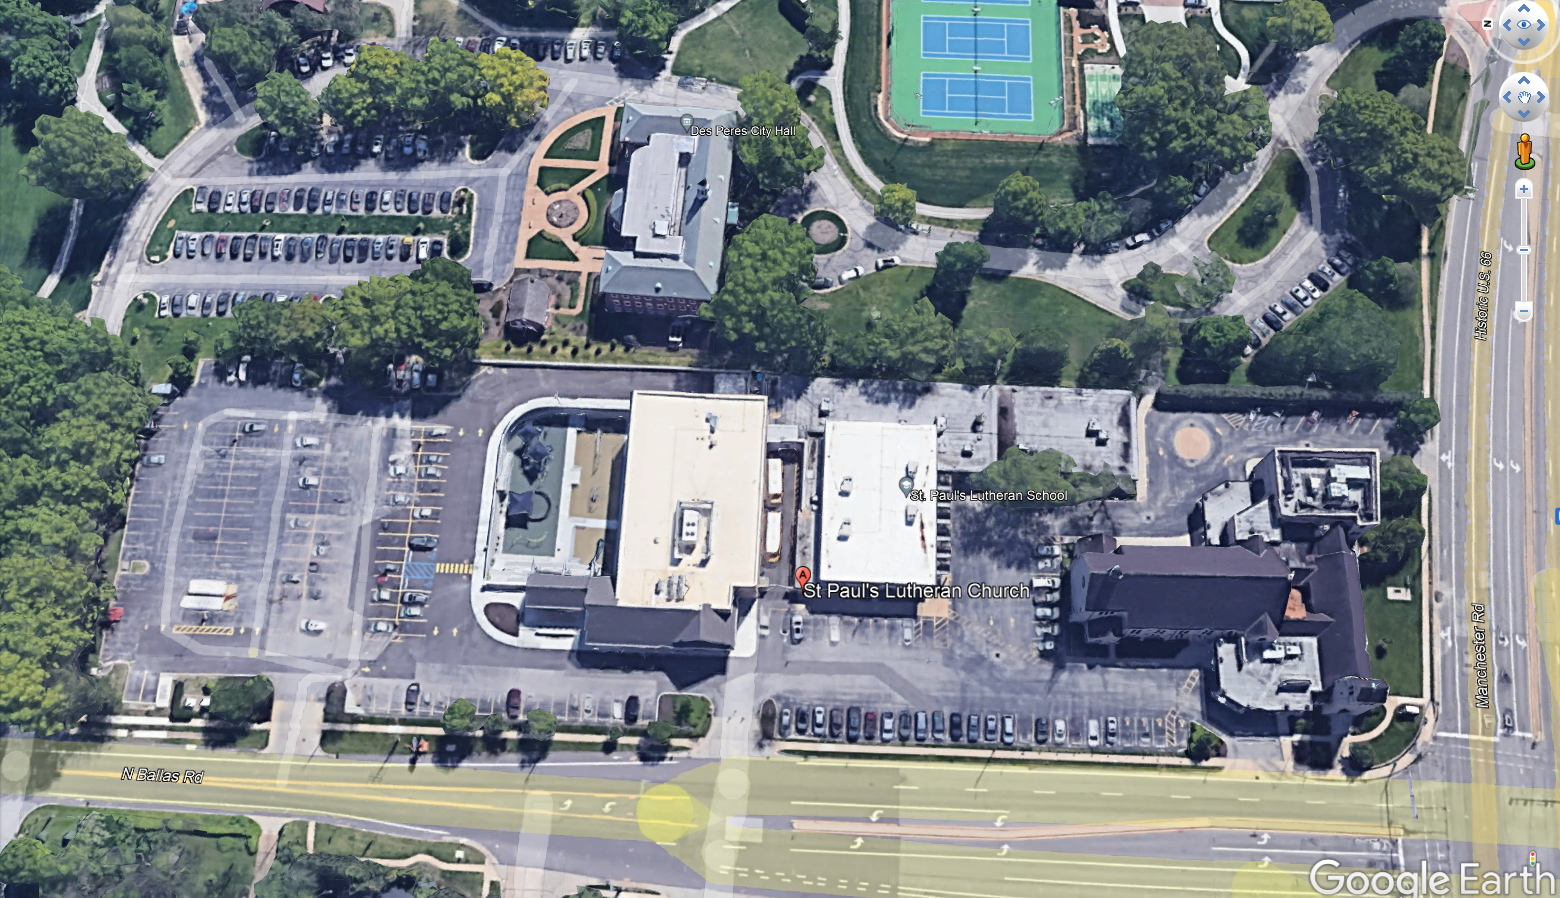 N
Des Peres City Hall
Historic U.S. 66
St. Paul's Lutheran School
A
St Paul's Lutheran Church
Manchester Rd
N Ballas Rd
Google Earth